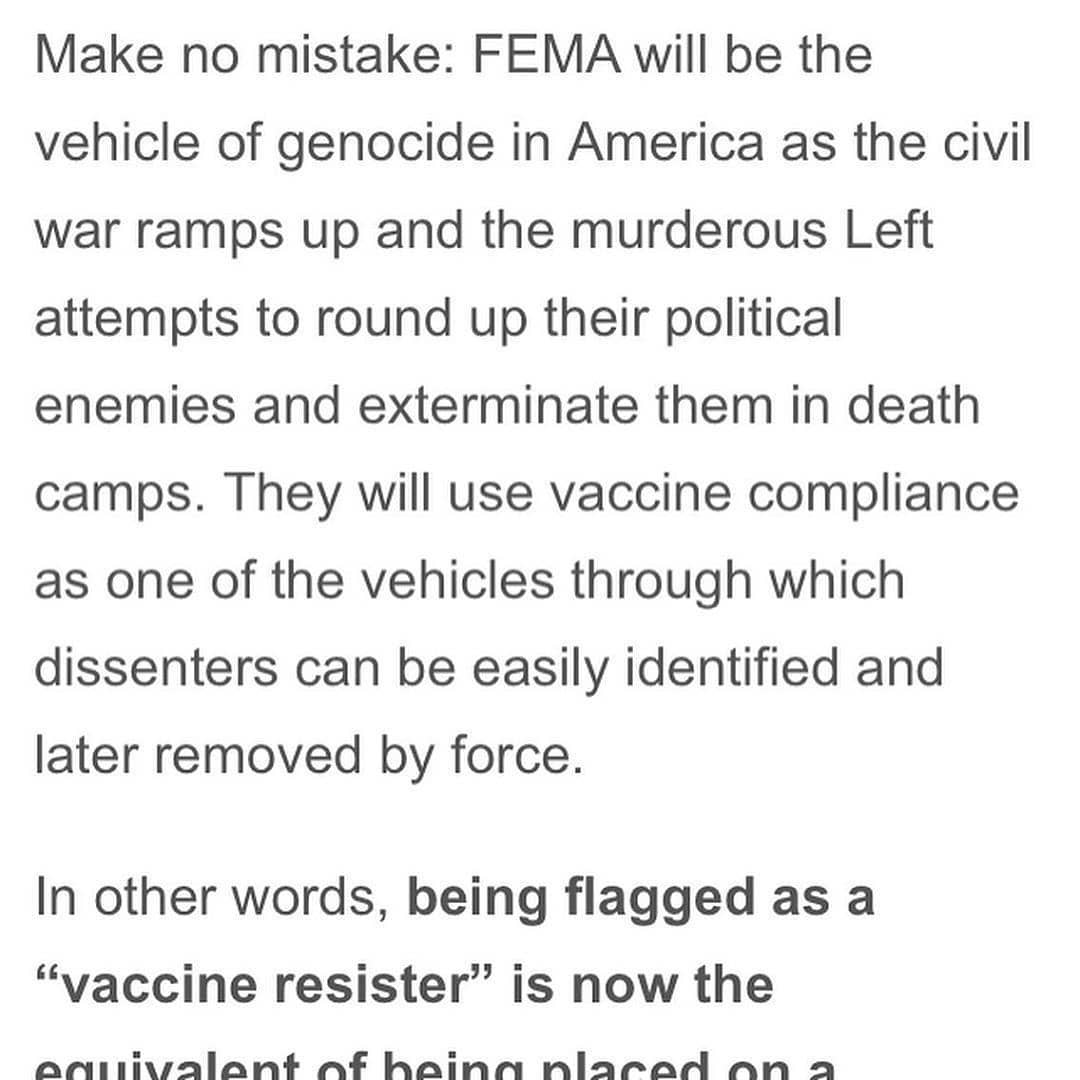 Make no mistake: FEMA will be the
vehicle of genocide in America as the civil
war ramps up and the murderous Left
attempts to round up their political
enemies and exterminate them in death
camps. They will use vaccine compliance
as one of the vehicles through which
dissenters can be easily identified and
later removed by force.
In other words, being flagged as a
“vaccine resister” is now the
equivalent of being placed on a